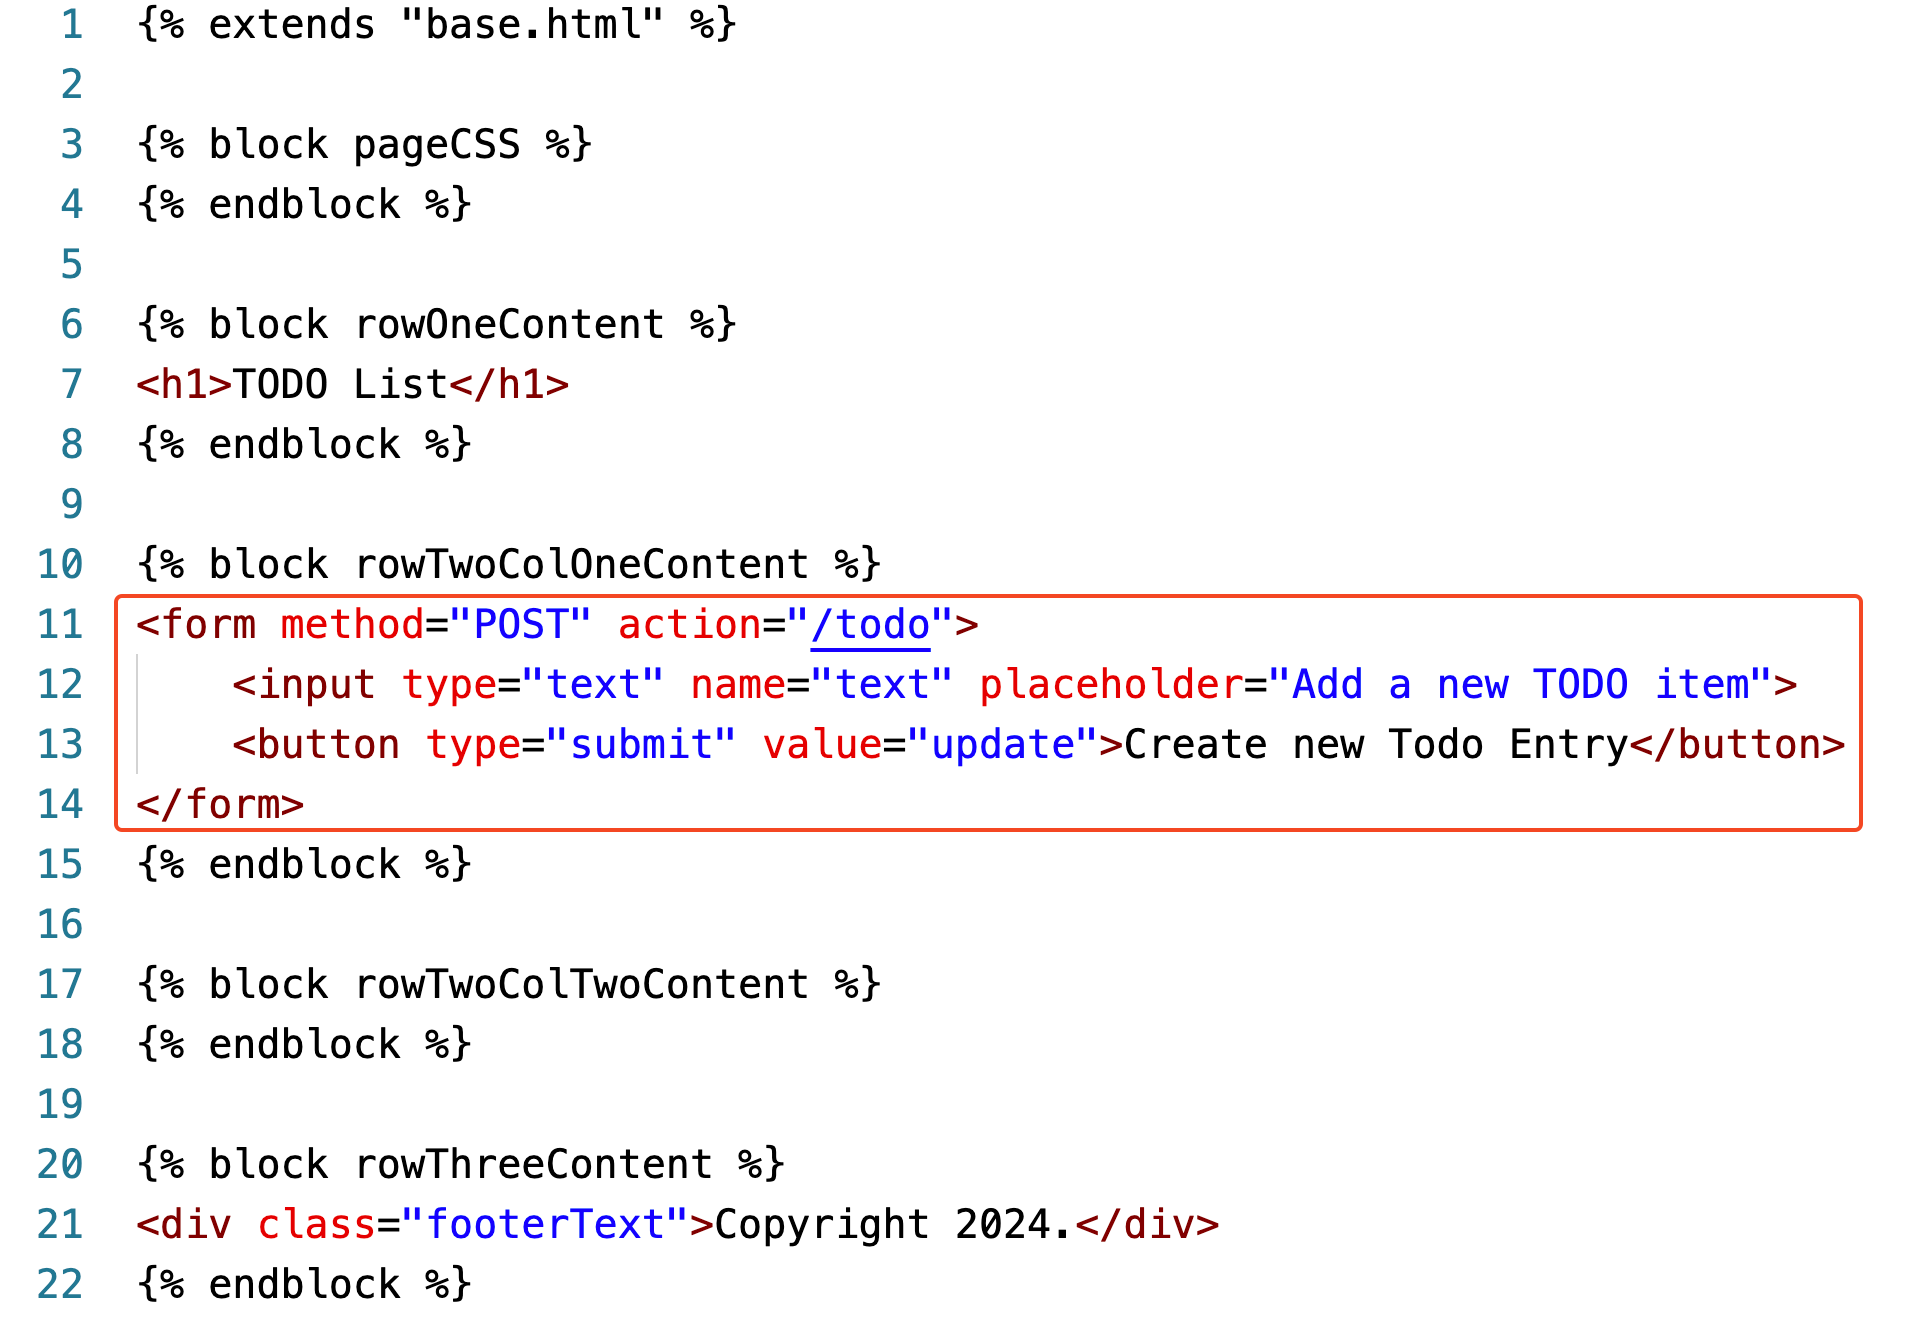 1 {% extends "base.html" %}
2
3 {% block pageCSS %}
4 {% endblock %}
5
6 {% block rowOneContent %}
7 <h1>TODO List</h1>
8 {% endblock %}
9
10 {% block rowTwoColOneContent %}
11 <form method="POST" action="/todo">
12     <input type="text" name="text" placeholder="Add a new TODO item">
13     <button type="submit" value="update">Create new Todo Entry</button>
14 </form>
15 {% endblock %}
16
17 {% block rowTwoColTwoContent %}
18 {% endblock %}
19
20 {% block rowThreeContent %}
21 <div class="footerText">Copyright 2024.</div>
22 {% endblock %}